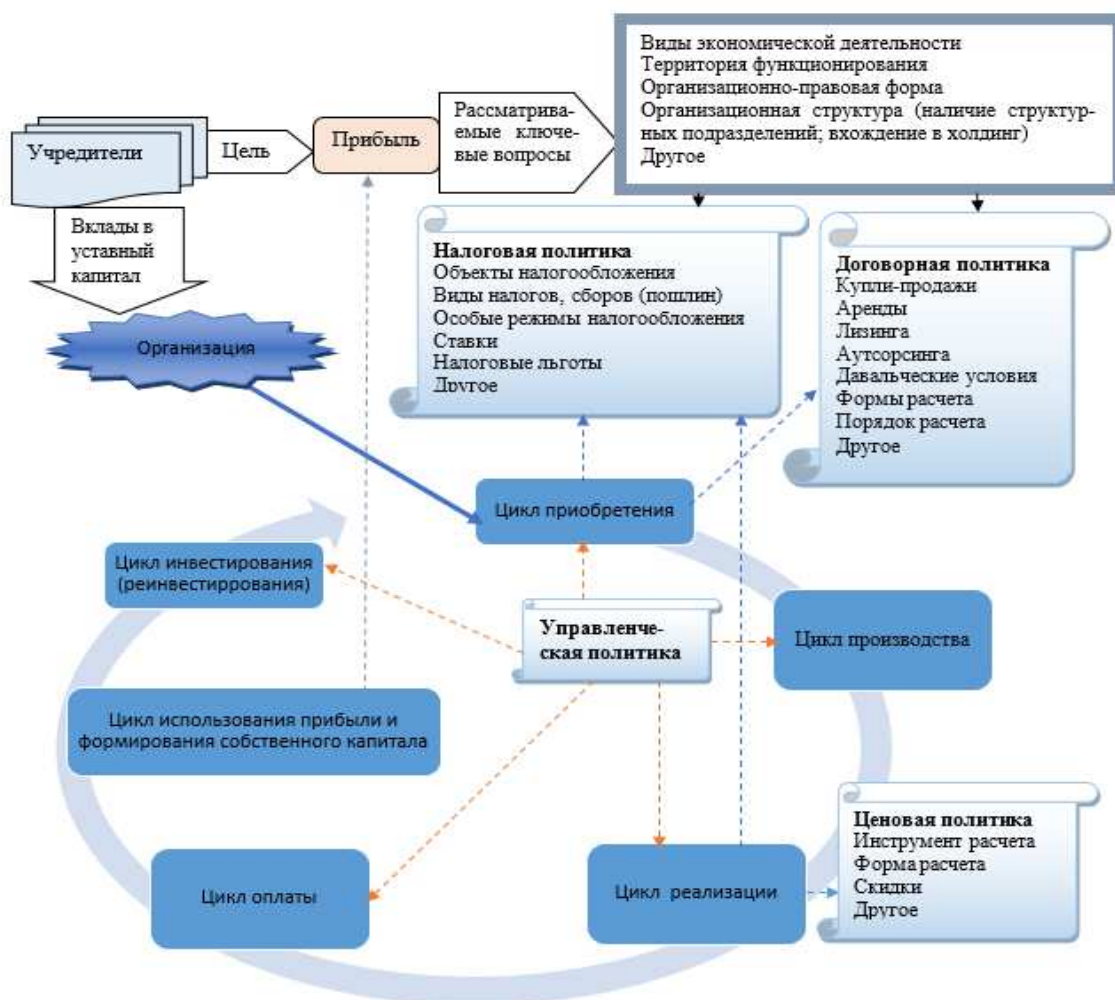 Учредители
Цель
Прибыль
Рассматрива-
емые ключе-
вые вопросы
Виды экономической деятельности
Территория функционирования
Организационно-правовая форма
Организационная структура (наличие структур-
ных подразделений; вхождение в холдинг)
Другое
Вклады в
уставный
капитал
Организация
Налоговая политика
Объекты налогообложения
Виды налогов, сборов (пошлин)
Особые режимы налогообложения
Ставки
Налоговые льготы
Другое
Договорная политика
Купли-продажи
Аренды
Лизинга
Аутсорсинга
Давальческие условия
Формы расчета
Порядок расчета
Другое
Цикл приобретения
Цикл инвестирования
(реинвестиррования)
Управленче-
ская политика
Цикл производства
Цикл использования прибыли и
формирования собственного капитала
Ценовая политика
Инструмент расчета
Форма расчета
Скидки
Другое
Цикл оплаты
Цикл реализации